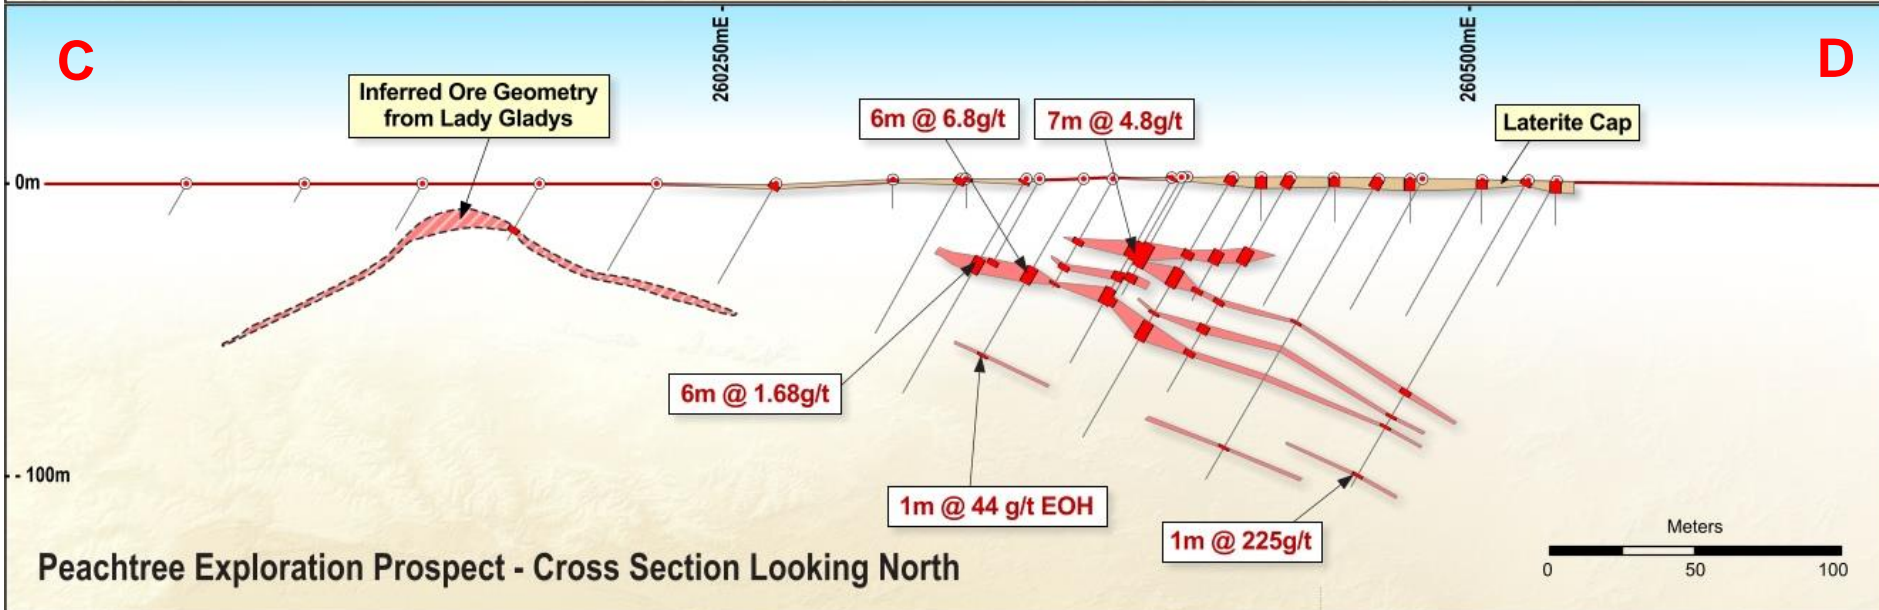 C
260250mE
260500mE
D
Inferred Ore Geometry
from Lady Gladys
6m @ 6.8g/t
7m @ 4.8g/t
Laterite Cap
0m
6m @ 1.68g/t
- 100m
1m @ 44 g/t EOH
1m @ 225g/t
Meters
0 50 100
Peachtree Exploration Prospect - Cross Section Looking North